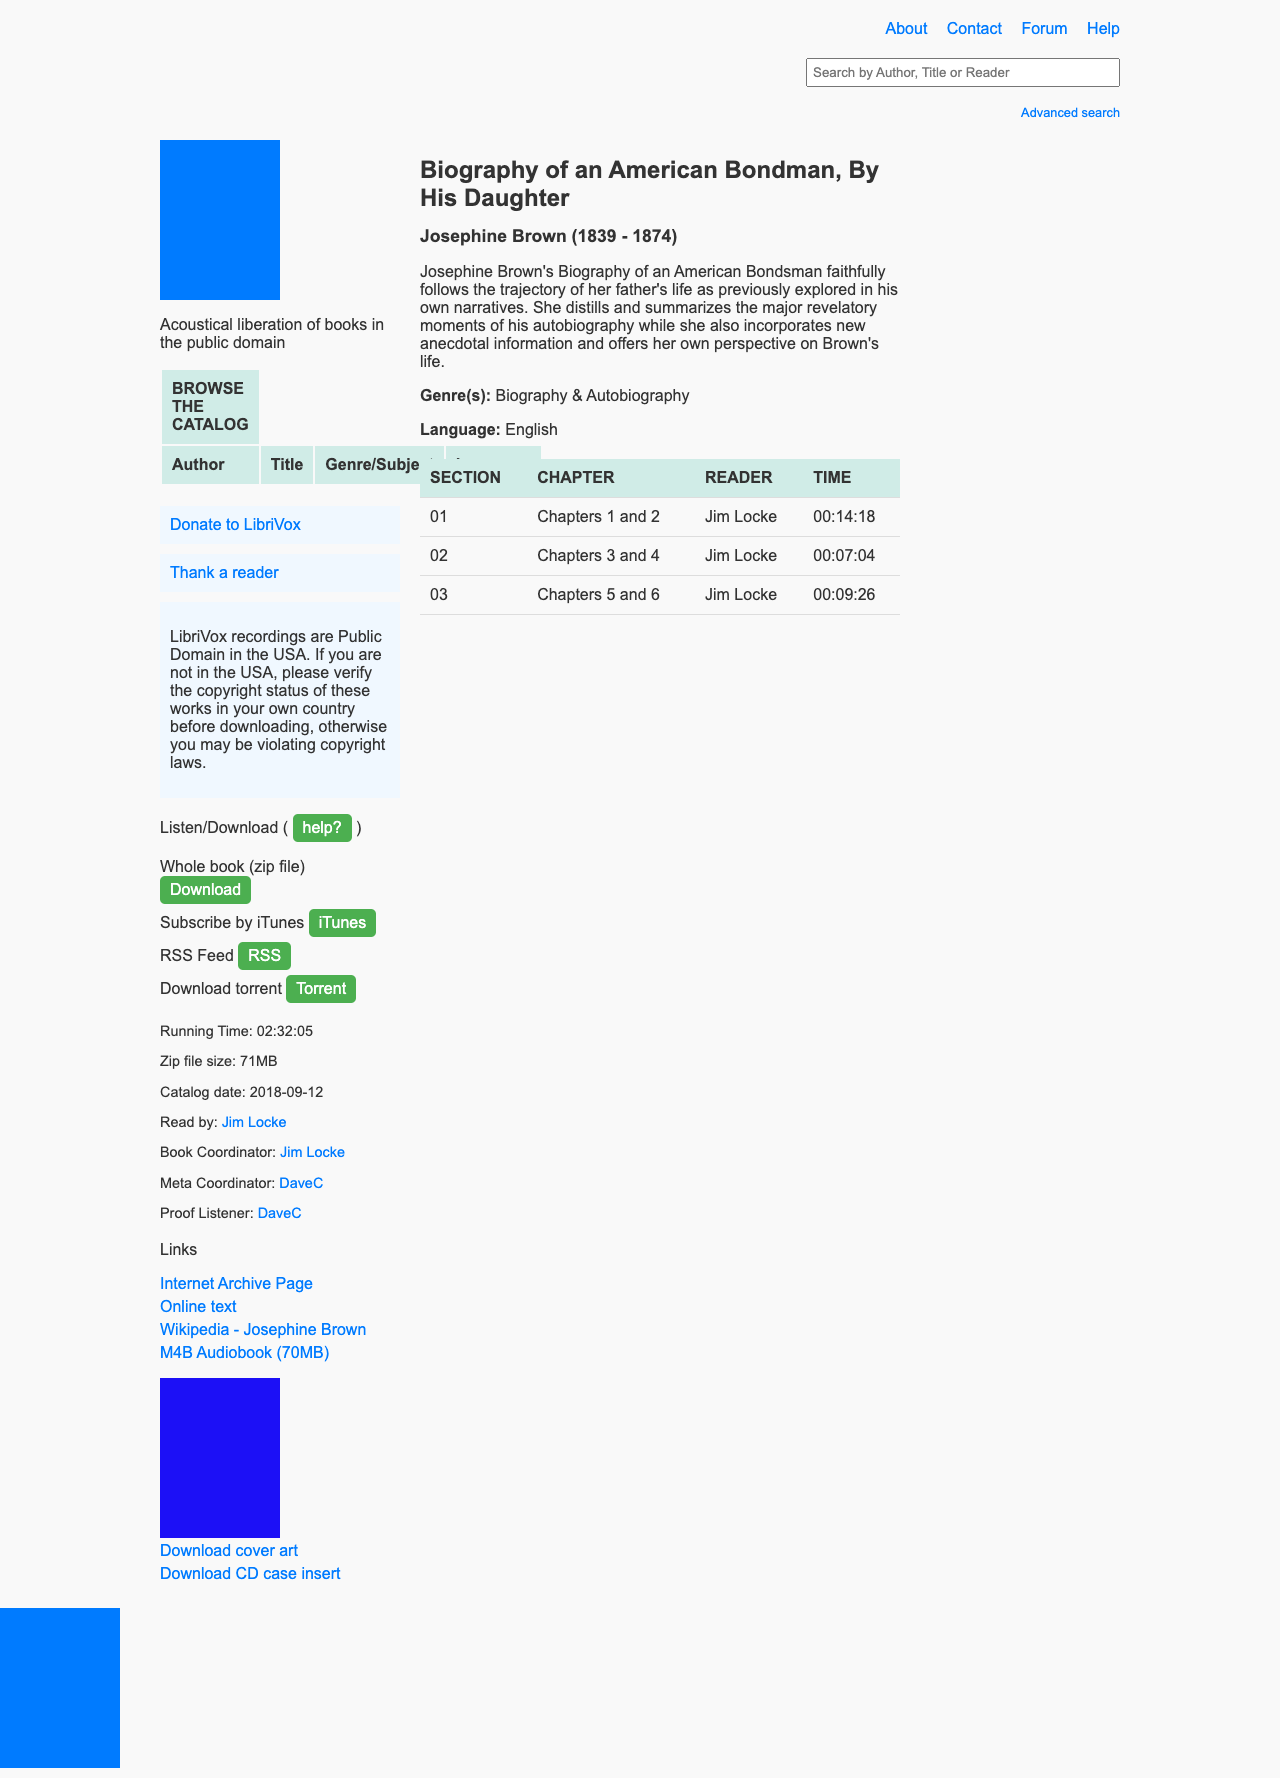 About Contact Forum Help
Search by Author, Title or Reader
Advanced search
Acoustical liberation of books in
the public domain
BROWSE
THE
CATALOG
Author Title Genre/Subject
Donate to LibriVox
Thank a reader
LibriVox recordings are Public
Domain in the USA. If you are
not in the USA, please verify
the copyright status of these
works in your own country
before downloading, otherwise
you may be violating copyright
laws.
Listen/Download ( help? )
Whole book (zip file)
Download
Subscribe by iTunes iTunes
RSS Feed RSS
Download torrent Torrent
Running Time: 02:32:05
Zip file size: 71MB
Catalog date: 2018-09-12
Read by: Jim Locke
Book Coordinator: Jim Locke
Meta Coordinator: DaveC
Proof Listener: DaveC
Links
Internet Archive Page
Online text
Wikipedia - Josephine Brown
M4B Audiobook (70MB)
Download cover art
Download CD case insert
Biography of an American Bondman, By
His Daughter
Josephine Brown (1839 - 1874)
Josephine Brown's Biography of an American Bondsman faithfully
follows the trajectory of her father's life as previously explored in his
own narratives. She distills and summarizes the major revelatory
moments of his autobiography while she also incorporates new
anecdotal information and offers her own perspective on Brown's
life.
Genre(s): Biography & Autobiography
Language: English
SECTION CHAPTER READER TIME
01 Chapters 1 and 2 Jim Locke 00:14:18
02 Chapters 3 and 4 Jim Locke 00:07:04
03 Chapters 5 and 6 Jim Locke 00:09:26